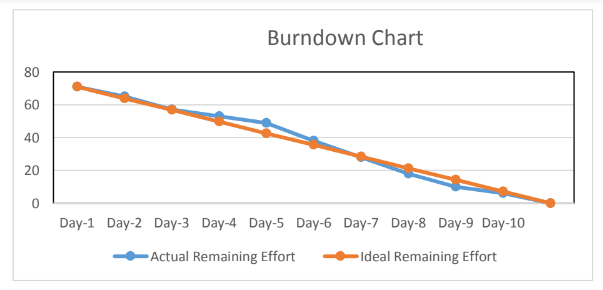 Burndown Chart
80
60
40
20
0
Day-1 Day-2 Day-3 Day-4 Day-5 Day-6 Day-7 Day-8 Day-9 Day-10
Actual Remaining Effort Ideal Remaining Effort